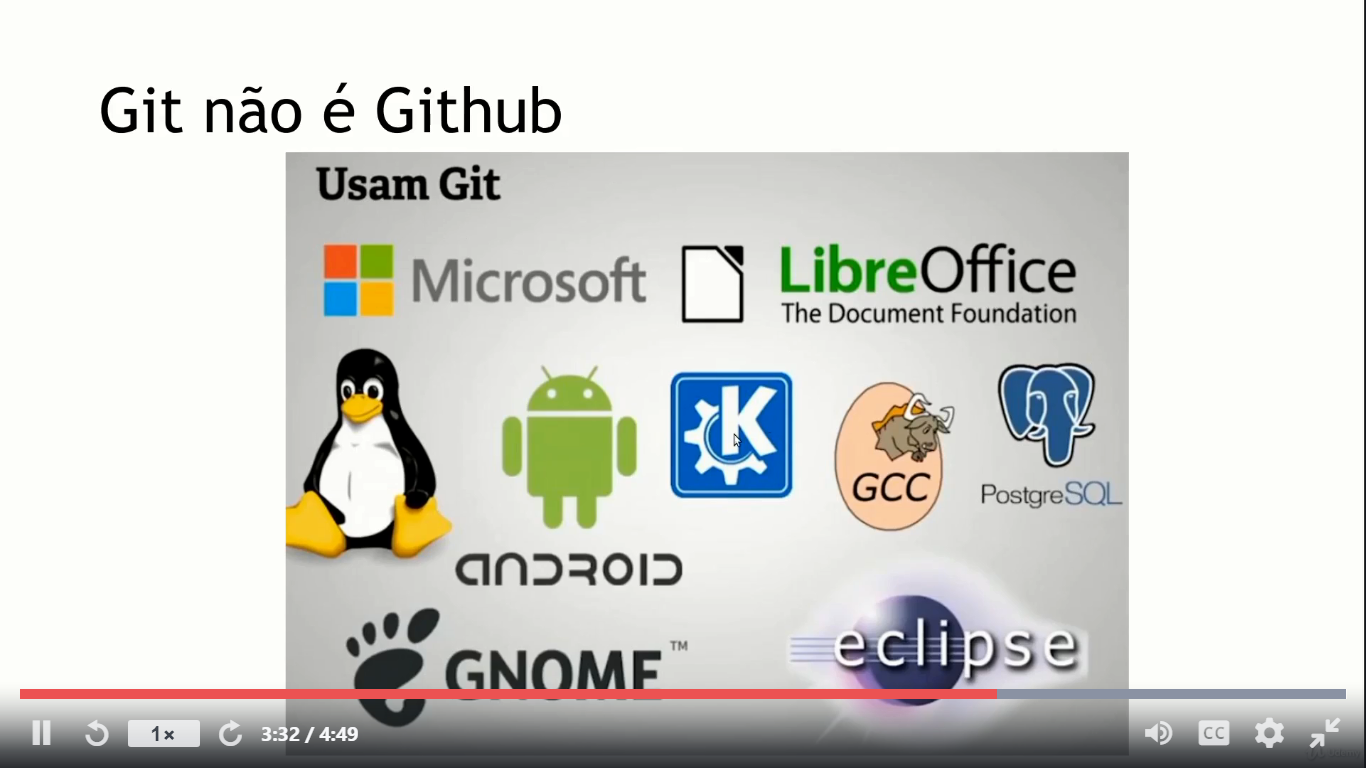 Git não é Github
Usam Git
Microsoft
LibreOffice
The Document Foundation
K
GCC
PostgreSQL
ANDROID
GNOME™
eclipse
1×
3:32 / 4:49
CC